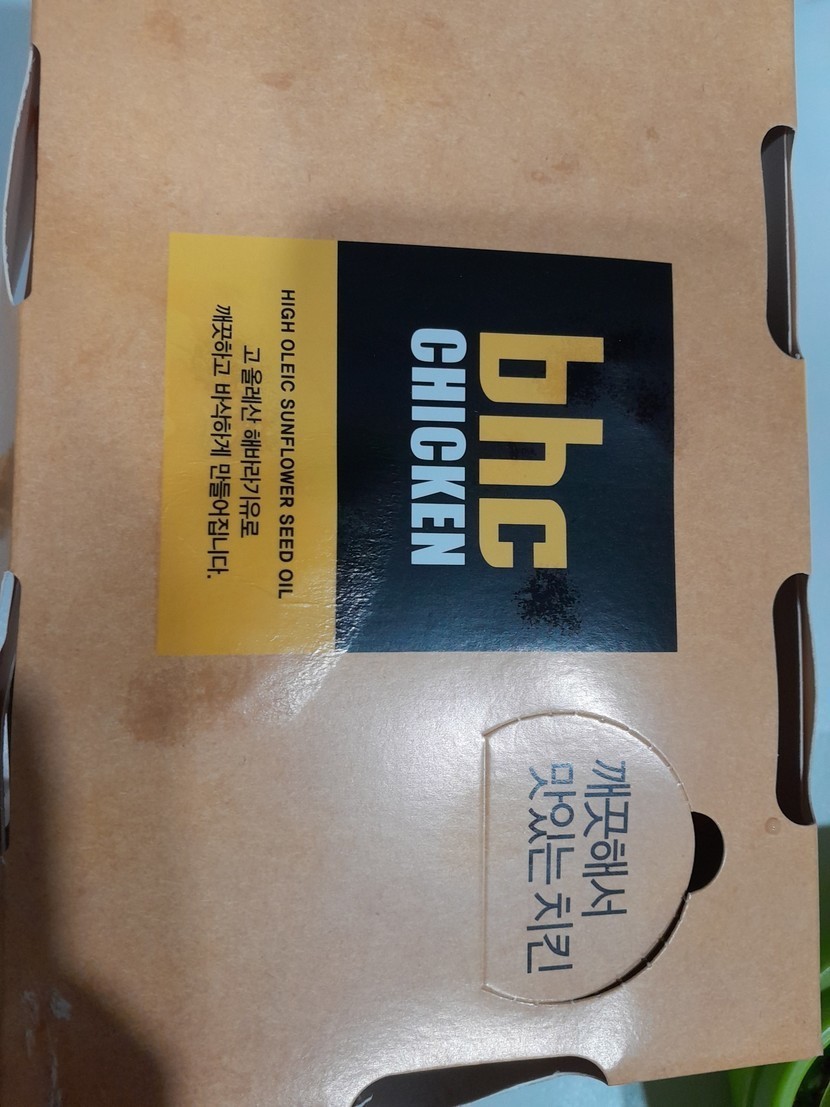 bhc
CHICKEN
HIGH OLEIC SUNFLOWER SEED OIL
고 올레산 해바라기유로
깨끗하고 바삭하게 만들어집니다.
깨끗해서
맛있는 치킨